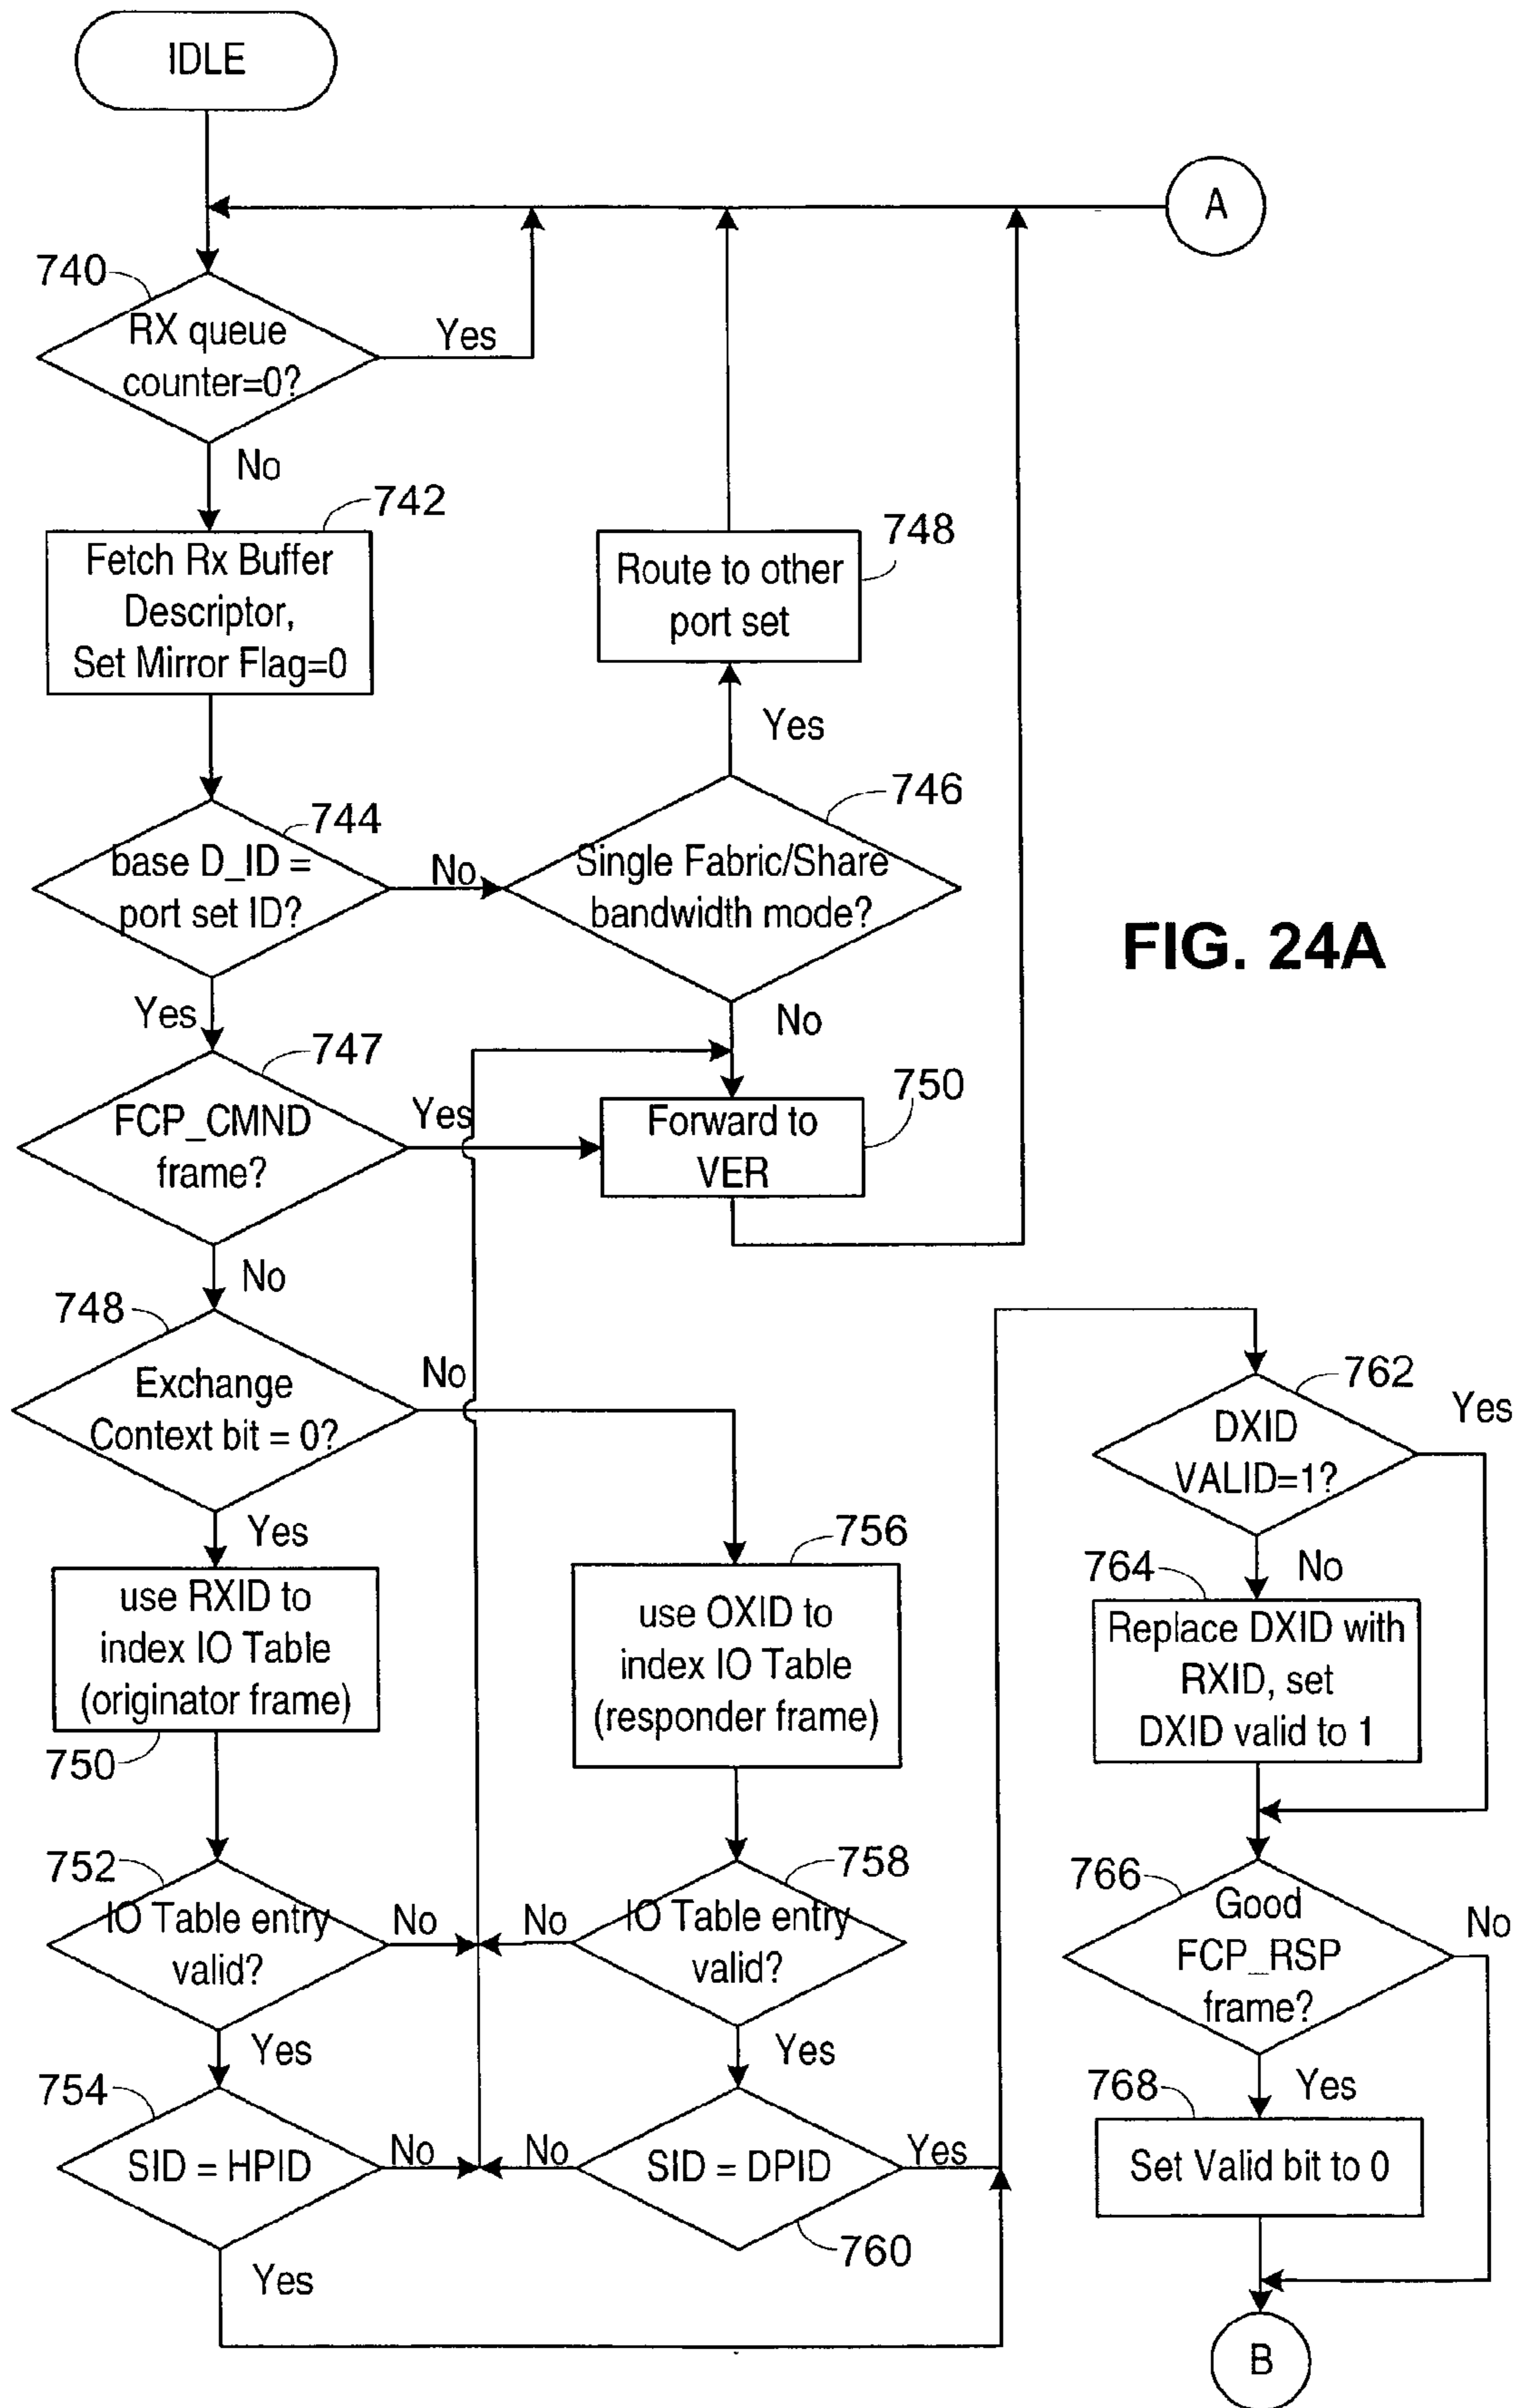 IDLE
A
740
RX queue
counter=0?
Yes
No
742
Fetch Rx Buffer
Descriptor,
Set Mirror Flag=0
748
Route to other
port set
Yes
744
base D_ID =
port set ID?
No
746
Single Fabric/Share
bandwidth mode?
FIG. 24A
Yes
No
747
FCP_CMND
frame?
Yes
750
Forward to
VER
No
748
Exchange
Context bit = 0?
No
Yes
use RXID to
index IO Table
(originator frame)
750
756
use OXID to
index IO Table
(responder frame)
752
IO Table entry
valid?
No
No
758
IO Table entry
valid?
Yes
Yes
754
SID = HPID
No
No
SID = DPID
Yes
760
Yes
762
DXID
VALID=1?
Yes
No
764
Replace DXID with
RXID, set
DXID valid to 1
766
Good
FCP_RSP
frame?
No
Yes
768
Set Valid bit to 0
B